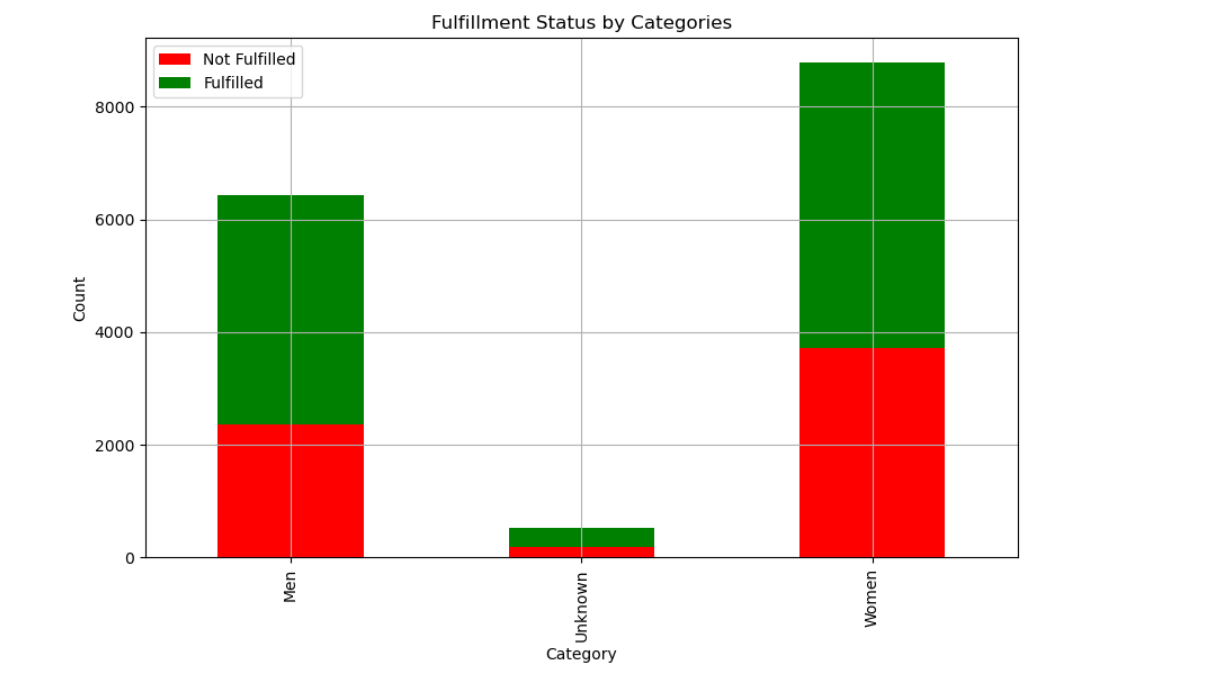 Fulfillment Status by Categories
Not Fulfilled
Fulfilled
8000
6000
4000
2000
0
Count
Men
Unknown
Women
Category